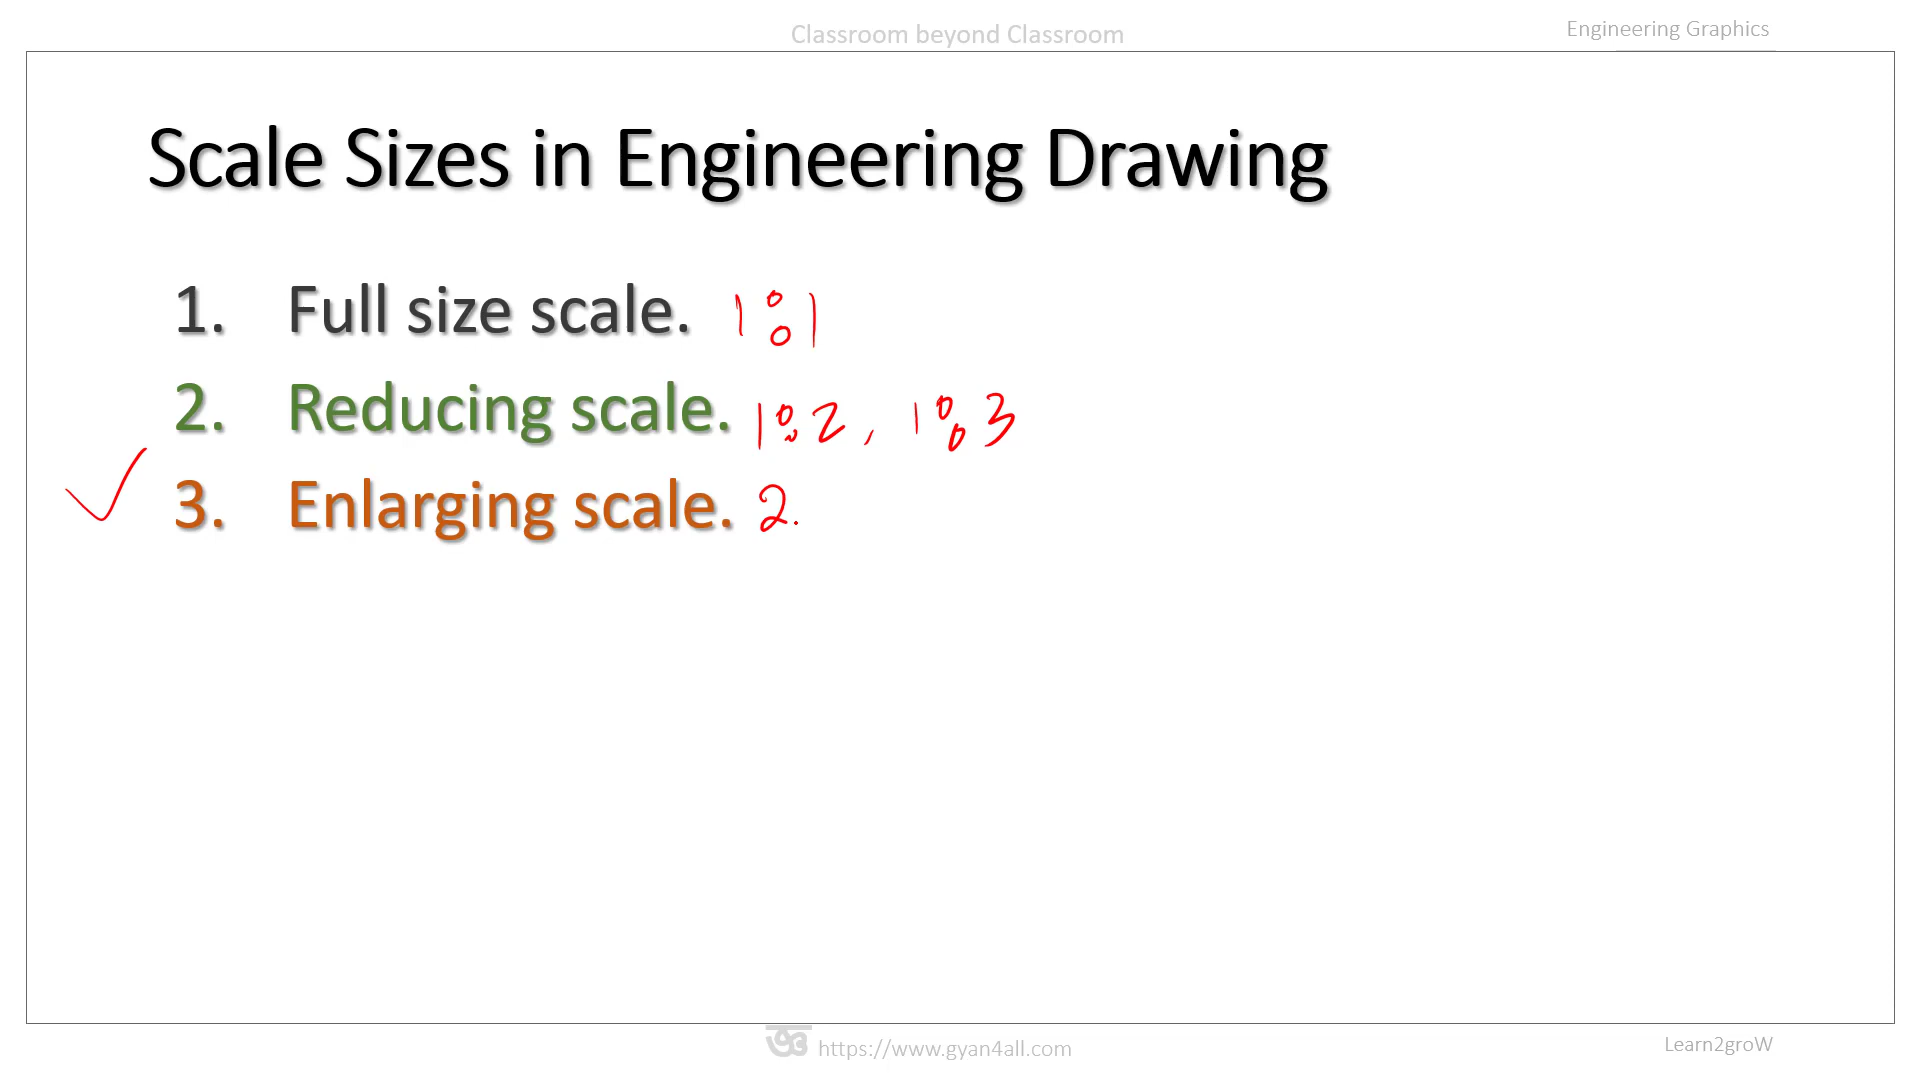 Classroom beyond Classroom
Engineering Graphics
Scale Sizes in Engineering Drawing
1. Full size scale. 1:1
2. Reducing scale. 1:2, 1:3
3. Enlarging scale. 2.
https://www.gyan4all.com
Learn2groW